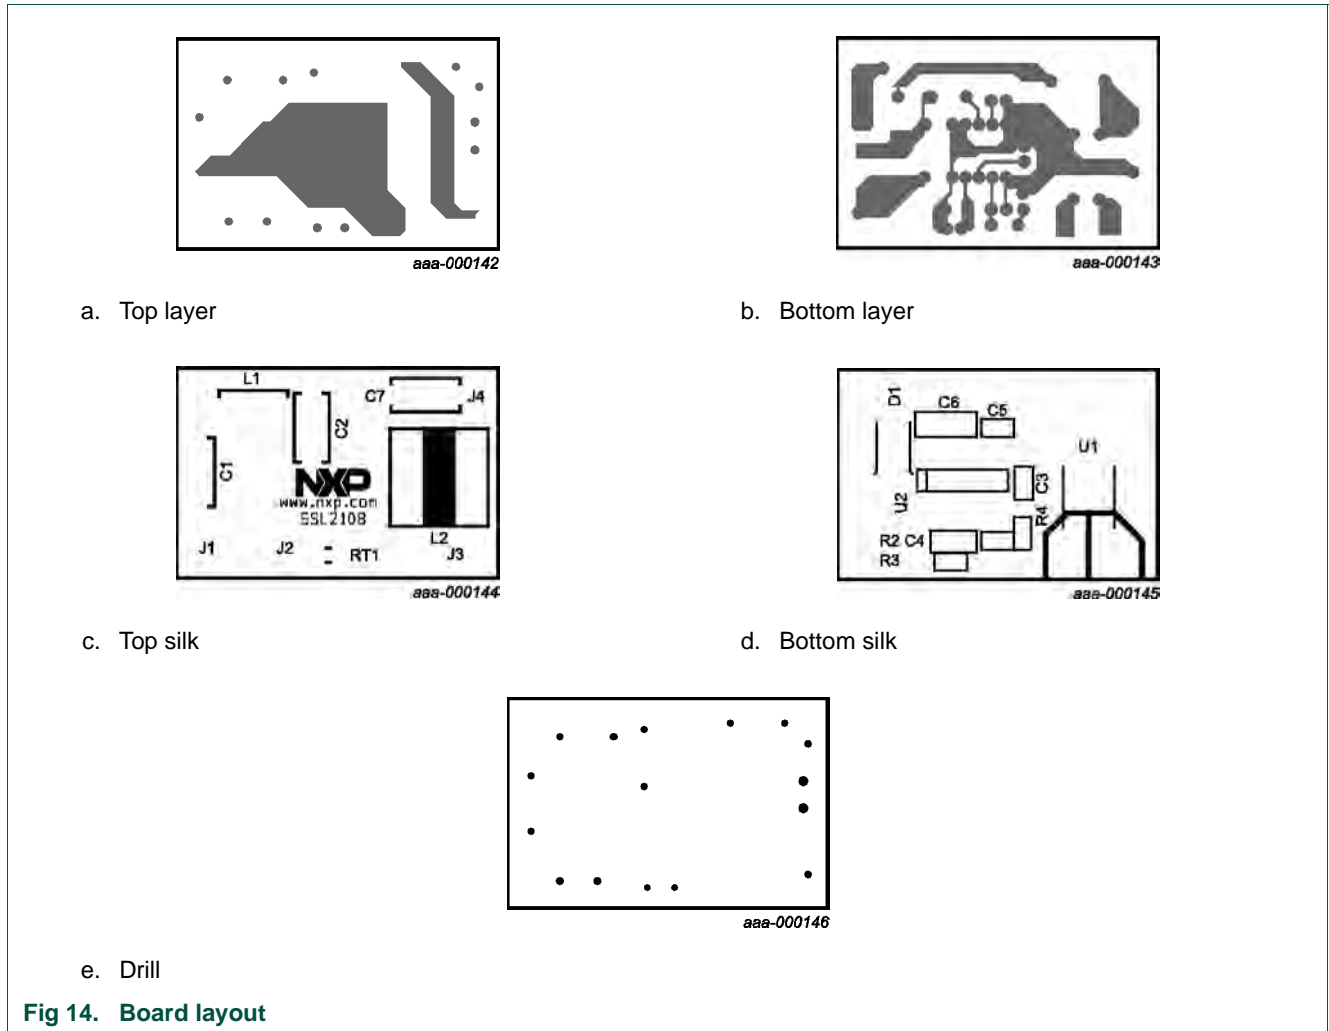 aaa-000142
aaa-000143
a. Top layer
b. Bottom layer
L1
C7
J4
C2
C1
NXP
www.nxp.com
SSL2108
J1
J2
RT1
L2
J3
aaa-000144
D1
C6
C5
U1
C3
U2
R4
R2 C4
R3
aaa-000145
c. Top silk
d. Bottom silk
aaa-000146
e. Drill
Fig 14. Board layout